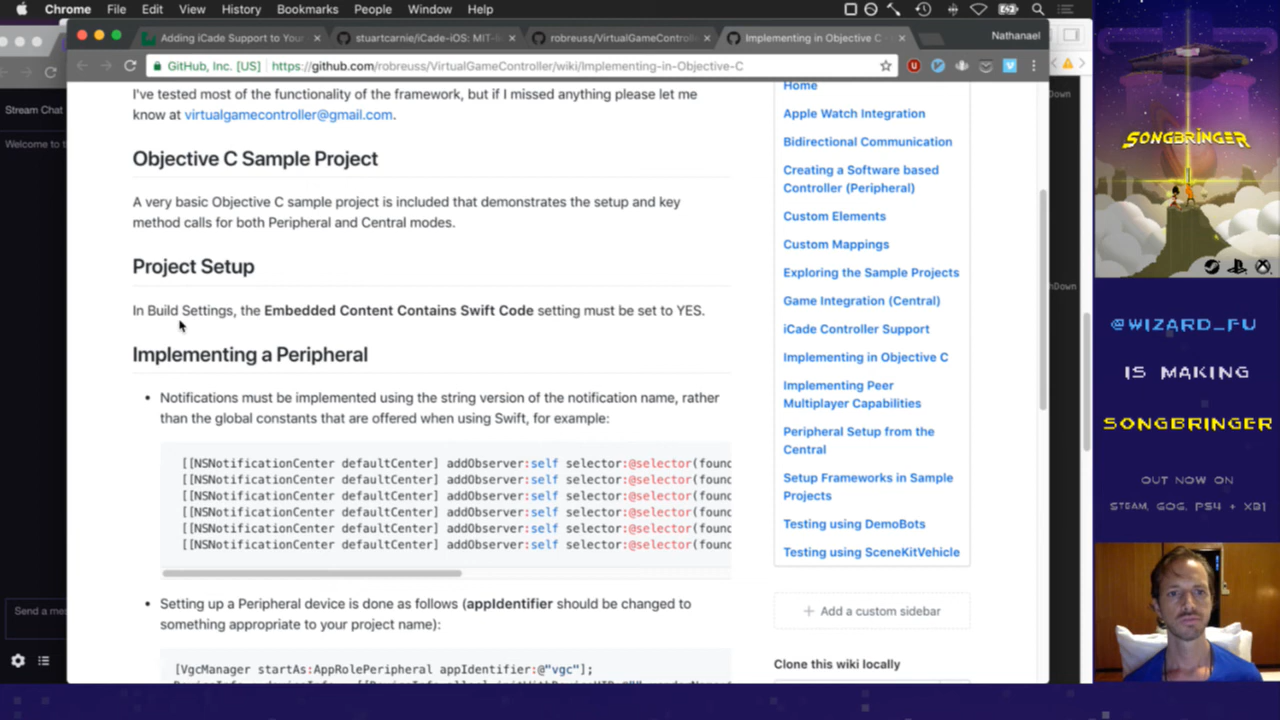 Chrome File Edit View History Bookmarks People Window Help
Adding iCade Support to Your
stuartcarnie/iCade-iOS: MIT-
robreuss/VirtualGameControlle
Implementing in Objective C
Nathanael
GitHub, Inc. [US] https://github.com/robreuss/VirtualGameController/wiki/Implementing-in-Objective-C
Stream Chat
Welcome to t
Send a mes
I've tested most of the functionality of the framework, but if I missed anything please let me
know at virtualgamecontroller@gmail.com.
Objective C Sample Project
A very basic Objective C sample project is included that demonstrates the setup and key
method calls for both Peripheral and Central modes.
Project Setup
In Build Settings, the Embedded Content Contains Swift Code setting must be set to YES.
Implementing a Peripheral
• Notifications must be implemented using the string version of the notification name, rather
than the global constants that are offered when using Swift, for example:
[[NSNotificationCenter defaultCenter] addObserver:self selector:@selector(found
[[NSNotificationCenter defaultCenter] addObserver:self selector:@selector(found
[[NSNotificationCenter defaultCenter] addObserver:self selector:@selector(found
[[NSNotificationCenter defaultCenter] addObserver:self selector:@selector(found
[[NSNotificationCenter defaultCenter] addObserver:self selector:@selector(found
[[NSNotificationCenter defaultCenter] addObserver:self selector:@selector(found
• Setting up a Peripheral device is done as follows (appIdentifier should be changed to
something appropriate to your project name):
[VgcManager startAs:AppRolePeripheral appIdentifier:@"vgc"];
Home
Apple Watch Integration
Bidirectional Communication
Creating a Software based
Controller (Peripheral)
Custom Elements
Custom Mappings
Exploring the Sample Projects
Game Integration (Central)
iCade Controller Support
Implementing in Objective C
Implementing Peer
Multiplayer Capabilities
Peripheral Setup from the
Central
Setup Frameworks in Sample
Projects
Testing using DemoBots
Testing using SceneKitVehicle
+ Add a custom sidebar
Clone this wiki locally
Down
hDown
SONGBRINGER
@WIZARD_FU
IS MAKING
SONGBRINGER
OUT NOW ON
STEAM, GOG, PS4 + XB1